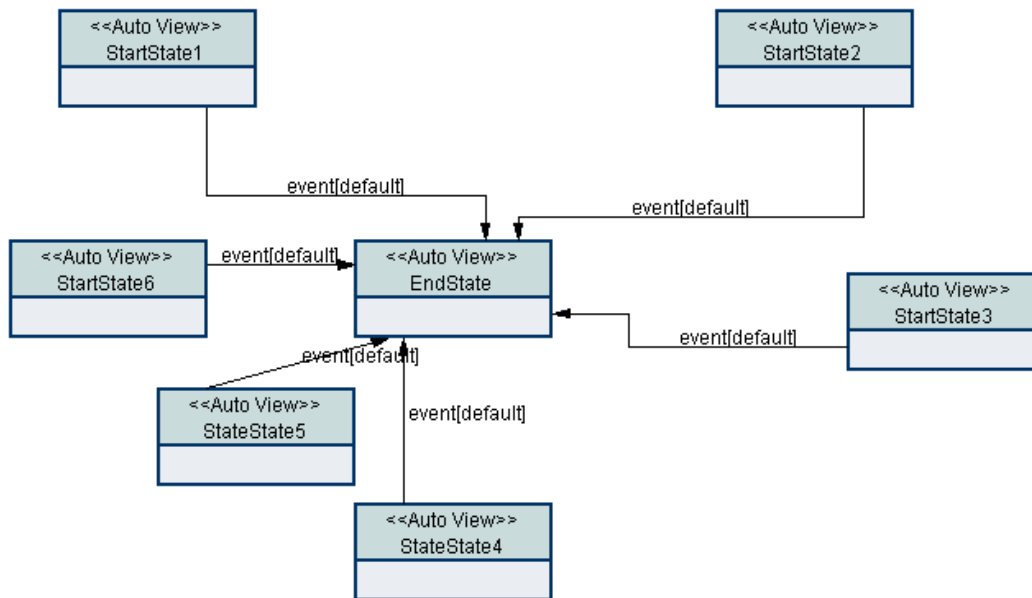 <<Auto View>>
StartState1
<<Auto View>>
StartState2
event[default]
event[default]
<<Auto View>>
StartState6
event[default]
<<Auto View>>
EndState
<<Auto View>>
StartState3
event[default]
event[default]
<<Auto View>>
StateState5
event[default]
<<Auto View>>
StateState4